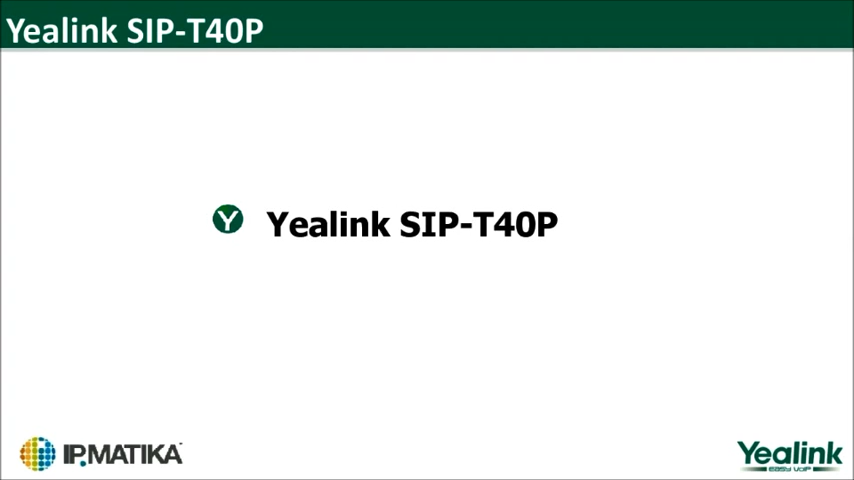 Yealink SIP-T40P
Y Yealink SIP-T40P
IP.MATIKA
Yealink
EASY VoIP